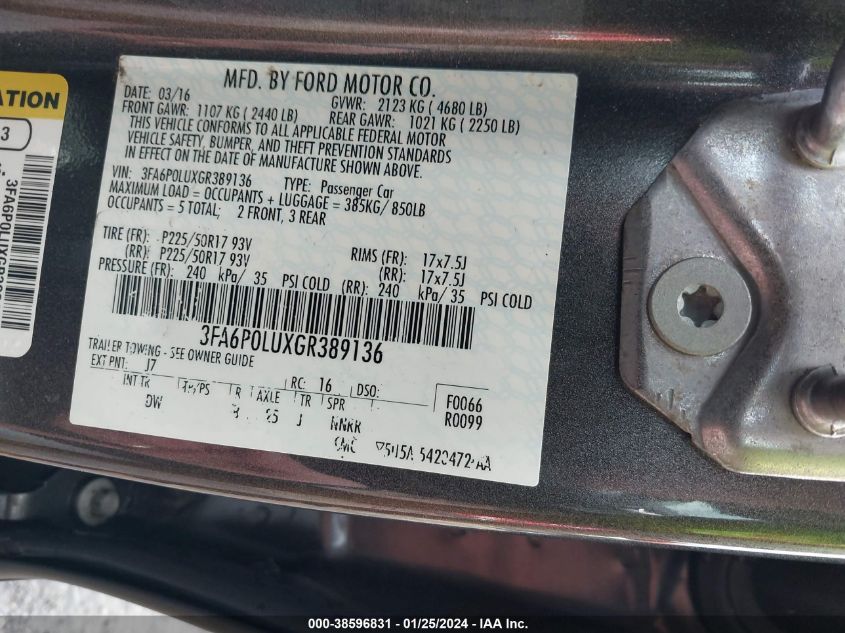 MFD. BY FORD MOTOR CO.
DATE: 03/16 GVWR: 2123 KG ( 4680 LB)
FRONT GAWR: 1107 KG ( 2440 LB) REAR GAWR: 1021 KG ( 2250 LB)
THIS VEHICLE CONFORMS TO ALL APPLICABLE FEDERAL MOTOR
VEHICLE SAFETY, BUMPER, AND THEFT PREVENTION STANDARDS
IN EFFECT ON THE DATE OF MANUFACTURE SHOWN ABOVE.
VIN: 3FA6P0LUXGR389136 TYPE: Passenger Car
MAXIMUM LOAD = OCCUPANTS + LUGGAGE = 385KG/ 850LB
OCCUPANTS = 5 TOTAL; 2 FRONT, 3 REAR
TIRE (FR): P225/50R17 93V RIMS (FR): 17x7.5J
(RR): P225/50R17 93V (RR): 17x7.5J
PRESSURE (FR): 240 kPa/ 35 PSI COLD (RR): 240 kPa/35 PSI COLD
3FA6P0LUXGR389136
TRAILER TOWING - SEE OWNER GUIDE
EXT PNT: J7 RC: 16 DSO: F0066
INT TR TP/PS R AXLE TR SPR R0099
DW J
ATION
3
000-38596831 - 01/25/2024 - IAA Inc.